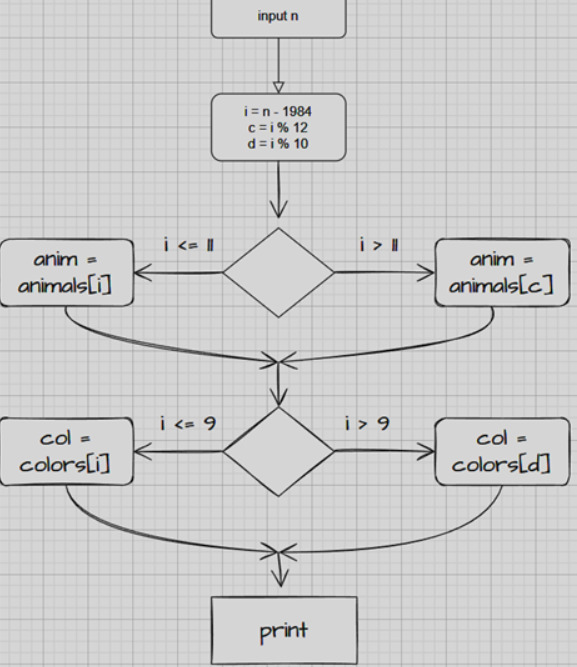 input n
i = n - 1984
c = i % 12
d = i % 10
i <= 11
i > 11
anim =
animals[i]
anim =
animals[c]
i <= 9
i > 9
col =
colors[i]
col =
colors[d]
print